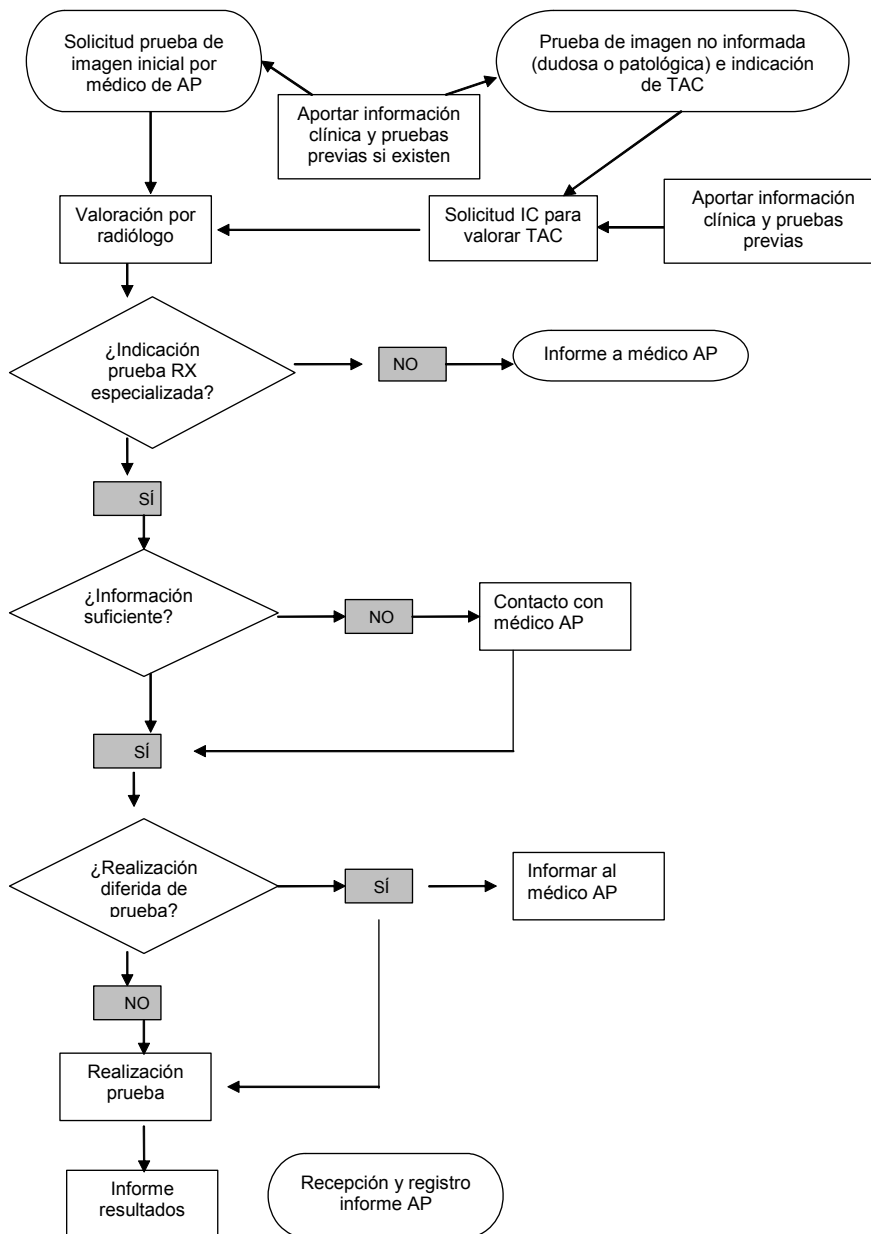 Solicitud prueba de
imagen inicial por
médico de AP
Prueba de imagen no informada
(dudosa o patológica) e indicación
de TAC
Aportar información
clínica y pruebas
previas si existen
Valoración por
radiólogo
Solicitud IC para
valorar TAC
Aportar información
clínica y pruebas
previas
¿Indicación
prueba RX
especializada?
NO
Informe a médico AP
SÍ
¿Información
suficiente?
NO
Contacto con
médico AP
SÍ
¿Realización
diferida de
prueba?
SÍ
Informar al
médico AP
NO
Realización
prueba
Informe
resultados
Recepción y registro
informe AP